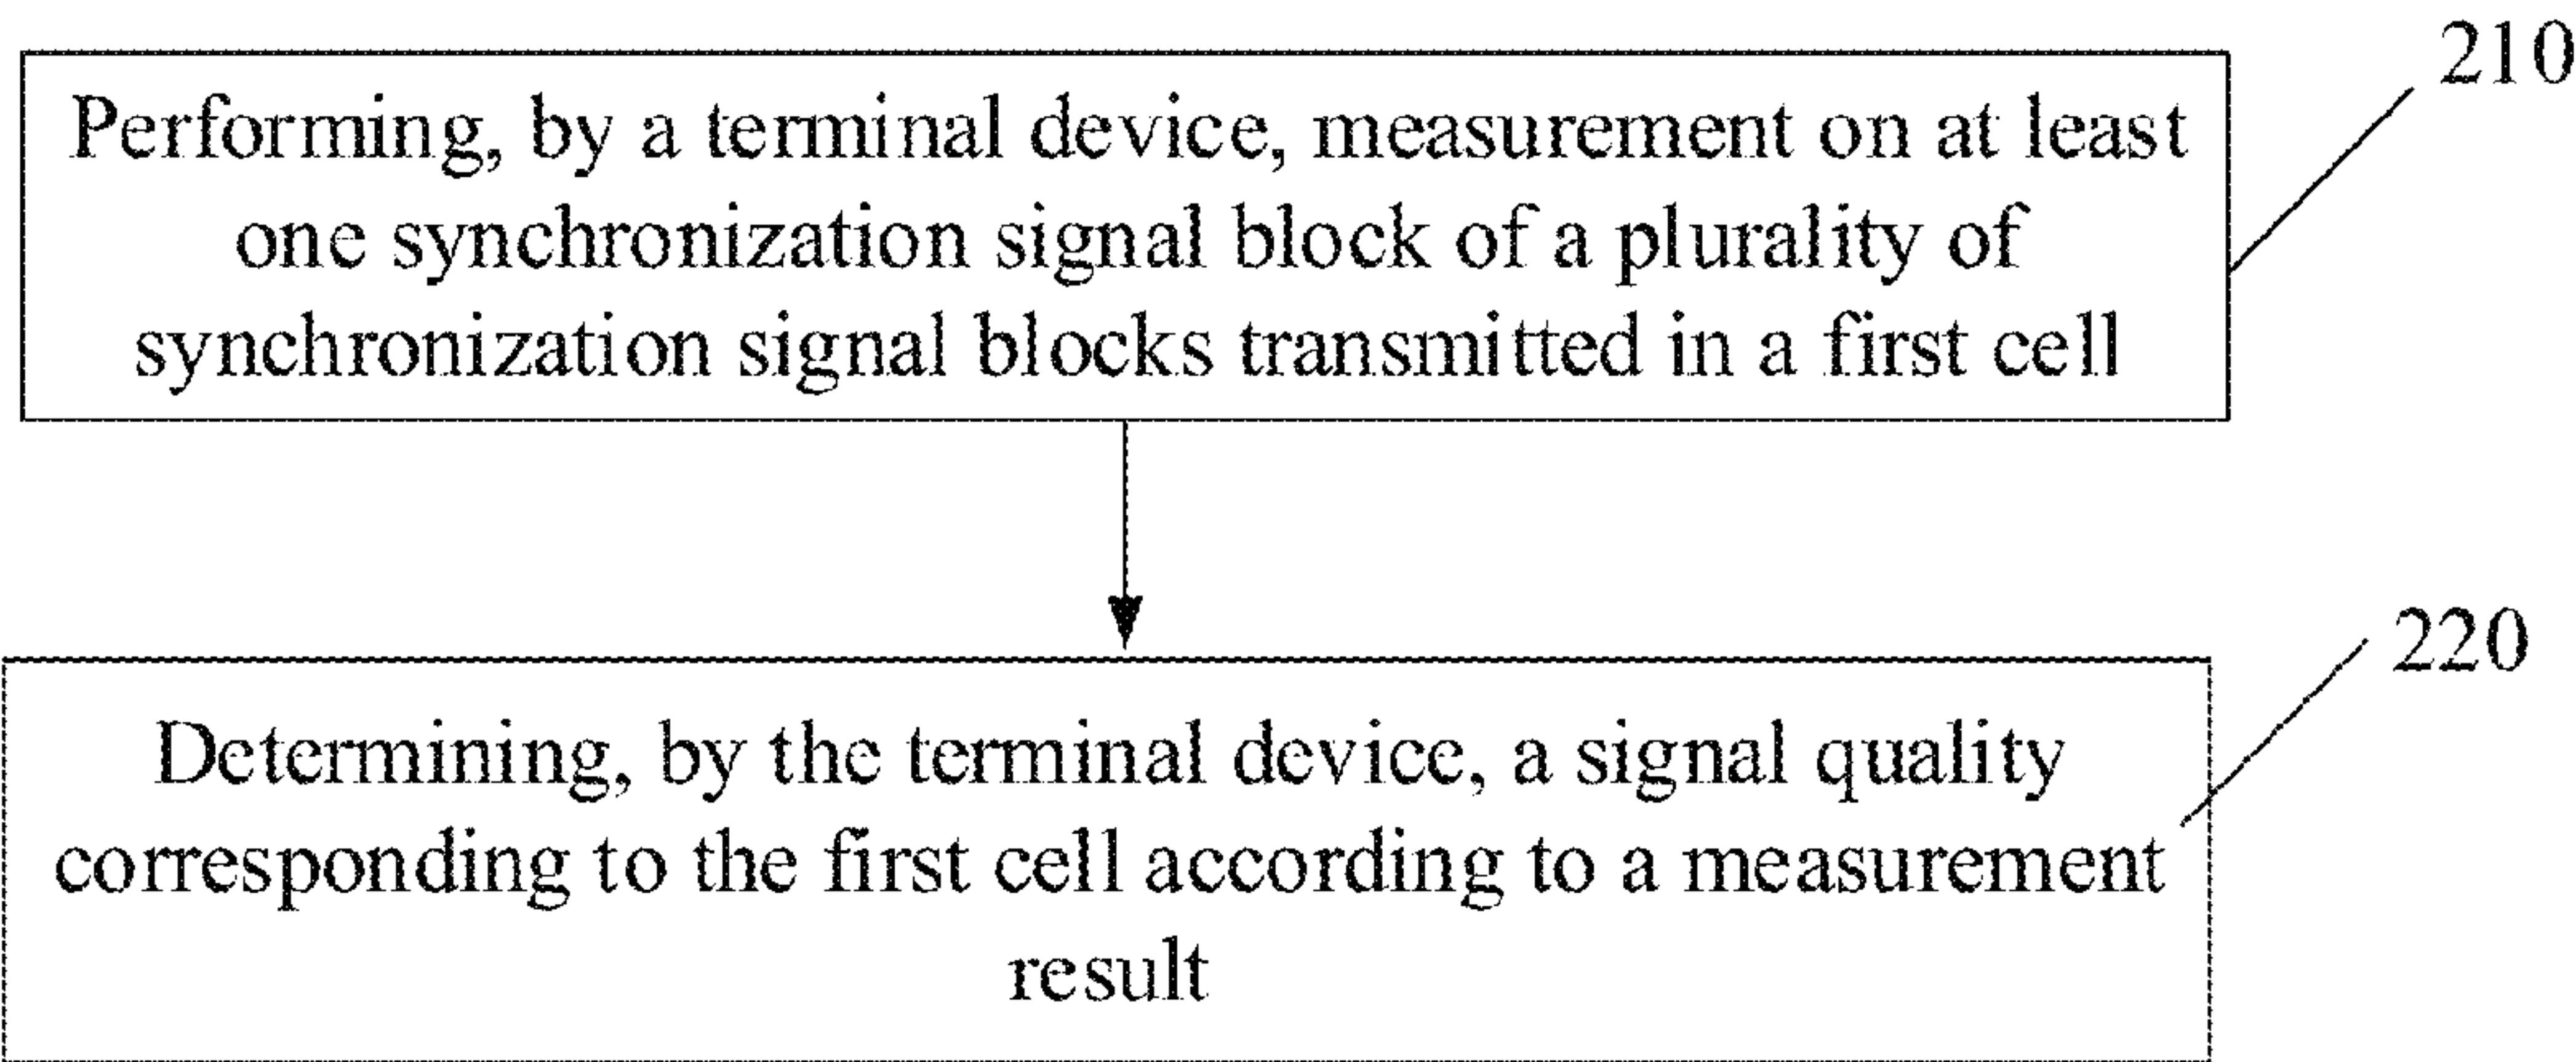 210
Performing, by a terminal device, measurement on at least
one synchronization signal block of a plurality of
synchronization signal blocks transmitted in a first cell
220
Determining, by the terminal device, a signal quality
corresponding to the first cell according to a measurement
result